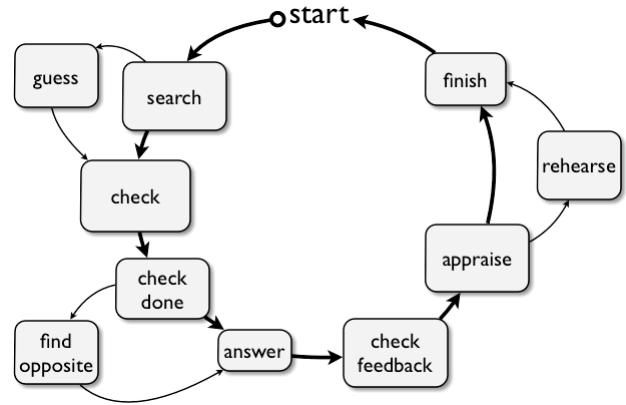 start
guess
search
check
check
done
find
opposite
answer
check
feedback
appraise
rehearse
finish